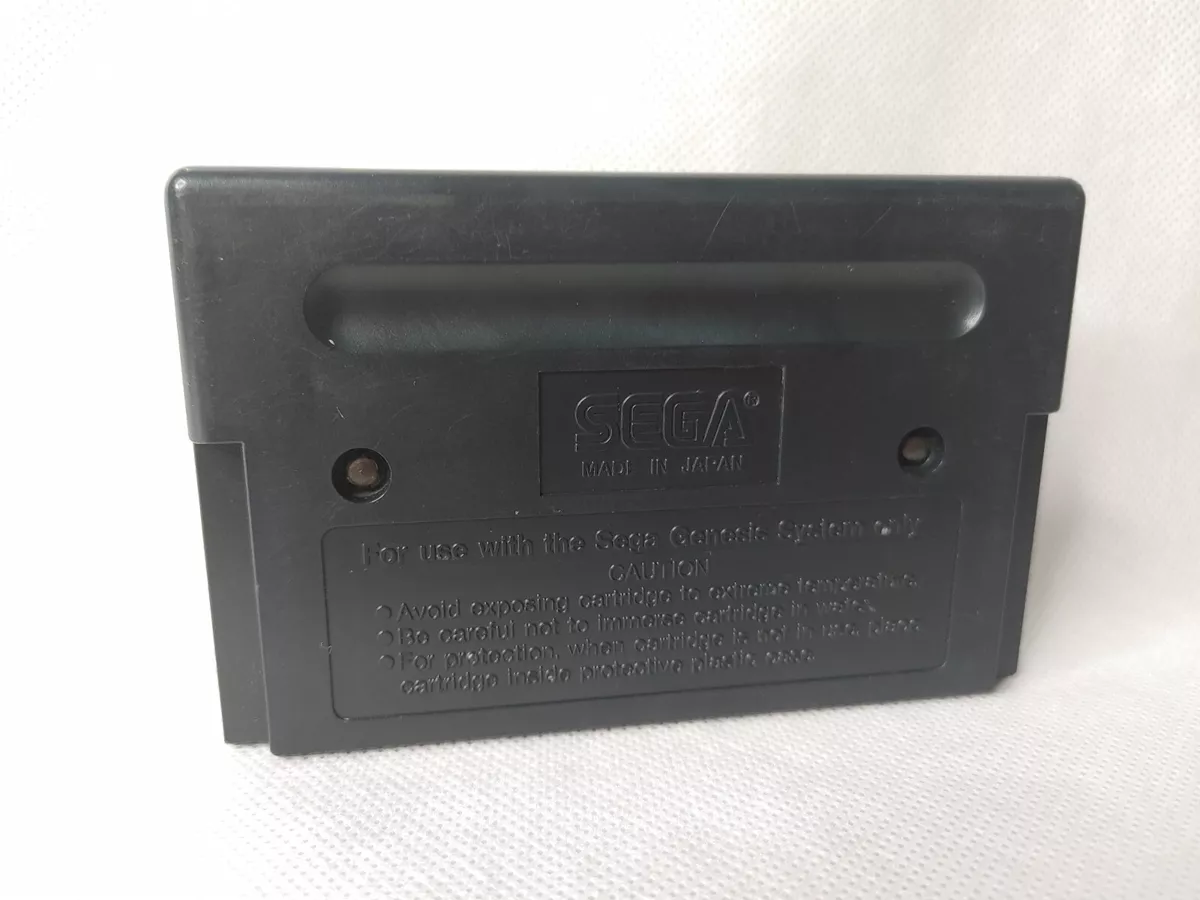 SEGA®
MADE IN JAPAN
For use with the Sega Genesis System only
CAUTION
Avoid exposing cartridge to extreme temperature.
Be careful not to immerse cartridge in water.
For protection, when cartridge is not in use, place
cartridge inside protective plastic case.